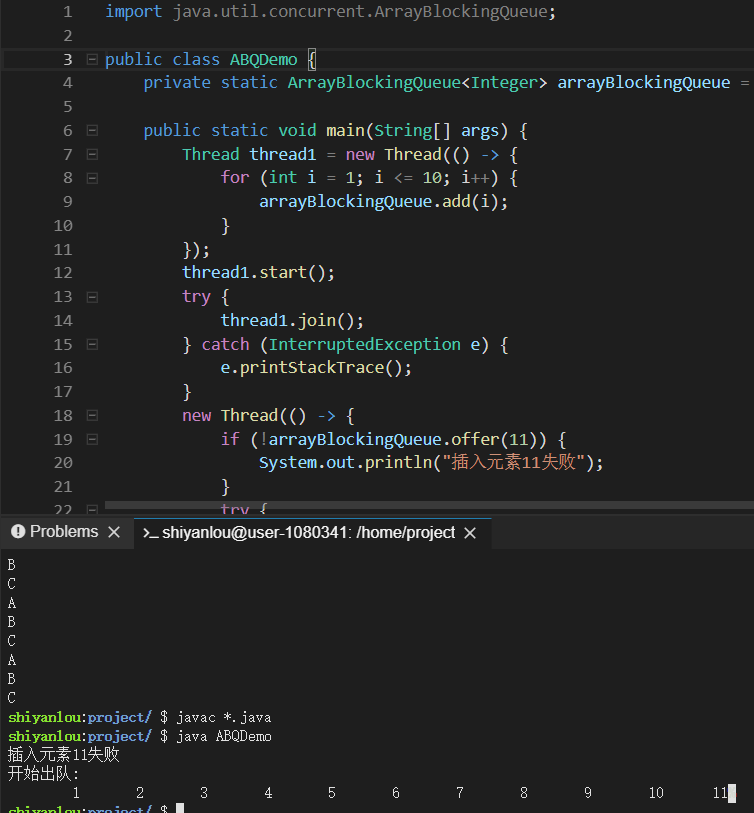 1 import java.util.concurrent.ArrayBlockingQueue;
2
3 public class ABQDemo {
4 private static ArrayBlockingQueue<Integer> arrayBlockingQueue =
5
6 public static void main(String[] args) {
7 Thread thread1 = new Thread(() -> {
8 for (int i = 1; i <= 10; i++) {
9 arrayBlockingQueue.add(i);
10 }
11 });
12 thread1.start();
13 try {
14 thread1.join();
15 } catch (InterruptedException e) {
16 e.printStackTrace();
17 }
18 new Thread(() -> {
19 if (!arrayBlockingQueue.offer(11)) {
20 System.out.println("插入元素11失败");
21 }
22 try {
Problems
shiyanlou@user-1080341: /home/project
B
C
A
B
C
A
B
C
shiyanlou:project/ $ javac *.java
shiyanlou:project/ $ java ABQDemo
插入元素11失败
开始出队:
1 2 3 4 5 6 7 8 9 10 11
shiyanlou:project/ $